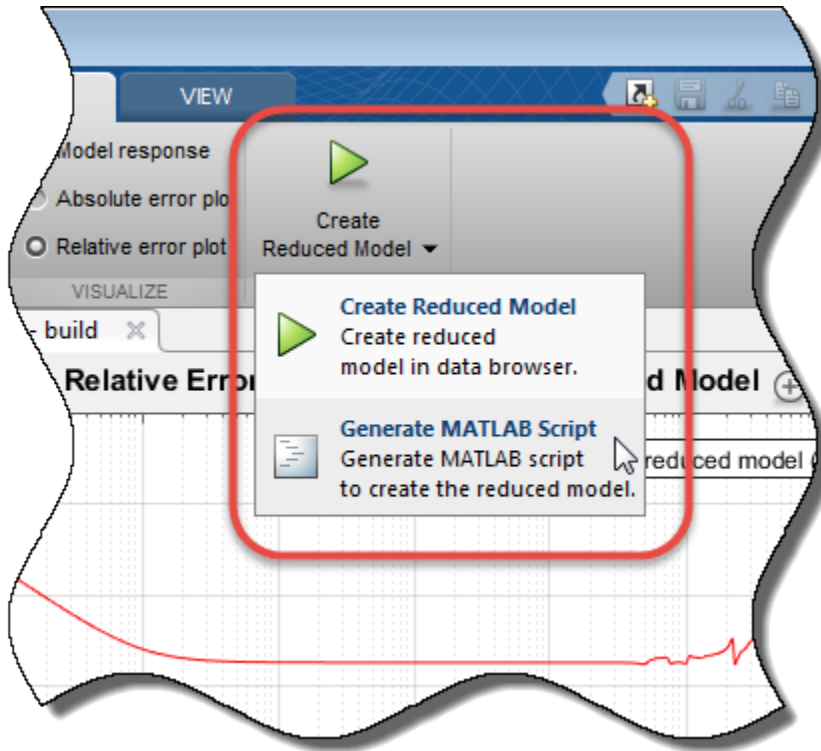 VIEW
Model response
Absolute error plo
Relative error plot
Create
Reduced Model
VISUALIZE
- build
Relative Erro
d Model
Create Reduced Model
Create reduced
model in data browser.
Generate MATLAB Script
Generate MATLAB script
to create the reduced model.
reduced model (